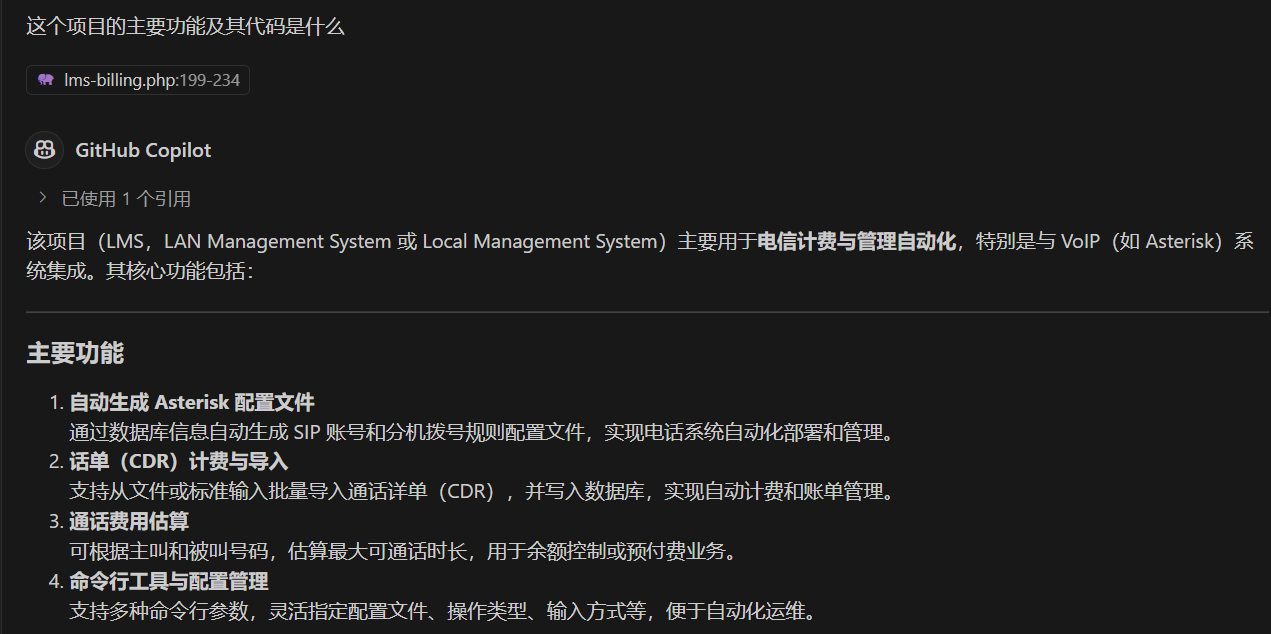 这个项目的主要功能及其代码是什么
lms-billing.php:199-234
GitHub Copilot
已使用 1 个引用
该项目（LMS，LAN Management System 或 Local Management System）主要用于电信计费与管理自动化，特别是与 VoIP（如 Asterisk）系
统集成。其核心功能包括：
主要功能
1. 自动生成 Asterisk 配置文件
通过数据库信息自动生成 SIP 账号和分机拨号规则配置文件，实现电话系统自动化部署和管理。
2. 话单（CDR）计费与导入
支持从文件或标准输入批量导入通话详单（CDR），并写入数据库，实现自动计费和账单管理。
3. 通话费用估算
可根据主叫和被叫号码，估算最大可通话时长，用于余额控制或预付费业务。
4. 命令行工具与配置管理
支持多种命令行参数，灵活指定配置文件、操作类型、输入方式等，便于自动化运维。